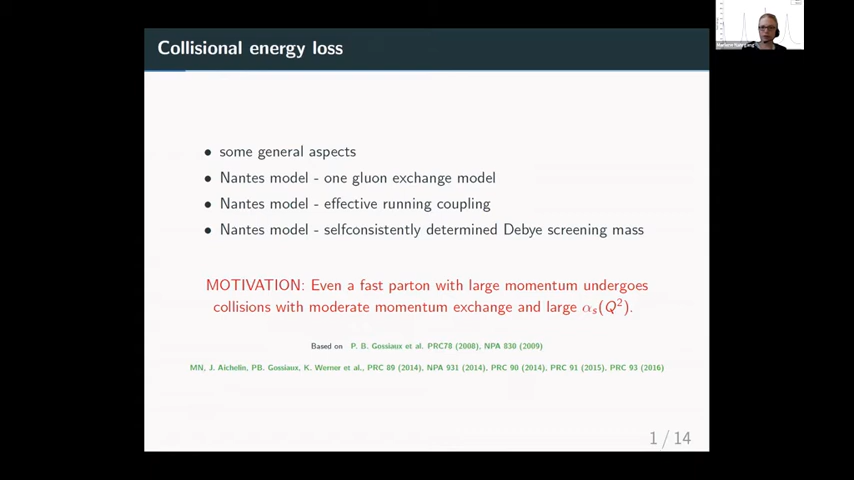 Collisional energy loss
• some general aspects
• Nantes model - one gluon exchange model
• Nantes model - effective running coupling
• Nantes model - selfconsistently determined Debye screening mass
MOTIVATION: Even a fast parton with large momentum undergoes
collisions with moderate momentum exchange and large αs(Q²).
Based on P. B. Gossiaux et al. PRC78 (2008), NPA 830 (2009)
MN, J. Aichelin, PB. Gossiaux, K. Werner et al., PRC 89 (2014), NPA 931 (2014), PRC 90 (2014), PRC 91 (2015), PRC 93 (2016)
1 / 14